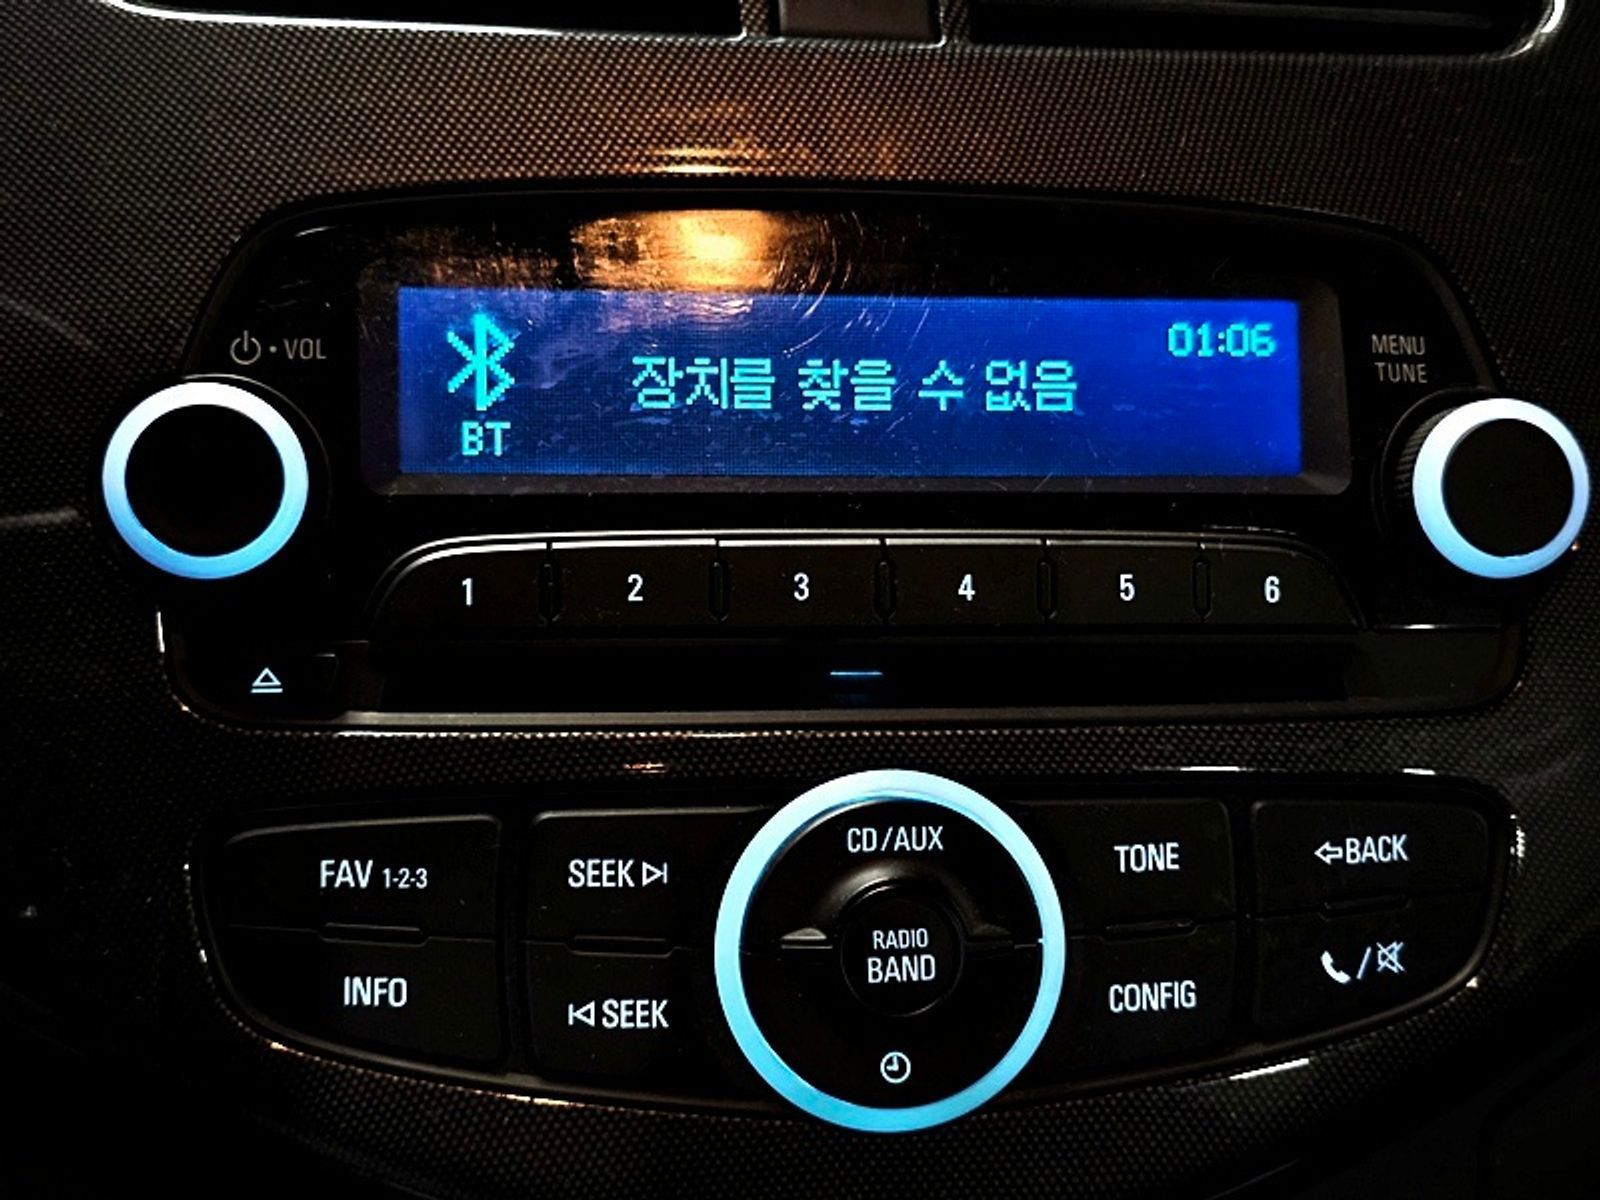 VOL
01:06
MENU
TUNE
장치를 찾을 수 없음
BT
1 2 3 4 5 6
CD/AUX
FAV 1-2-3
SEEK
TONE
BACK
RADIO
BAND
INFO
SEEK
CONFIG